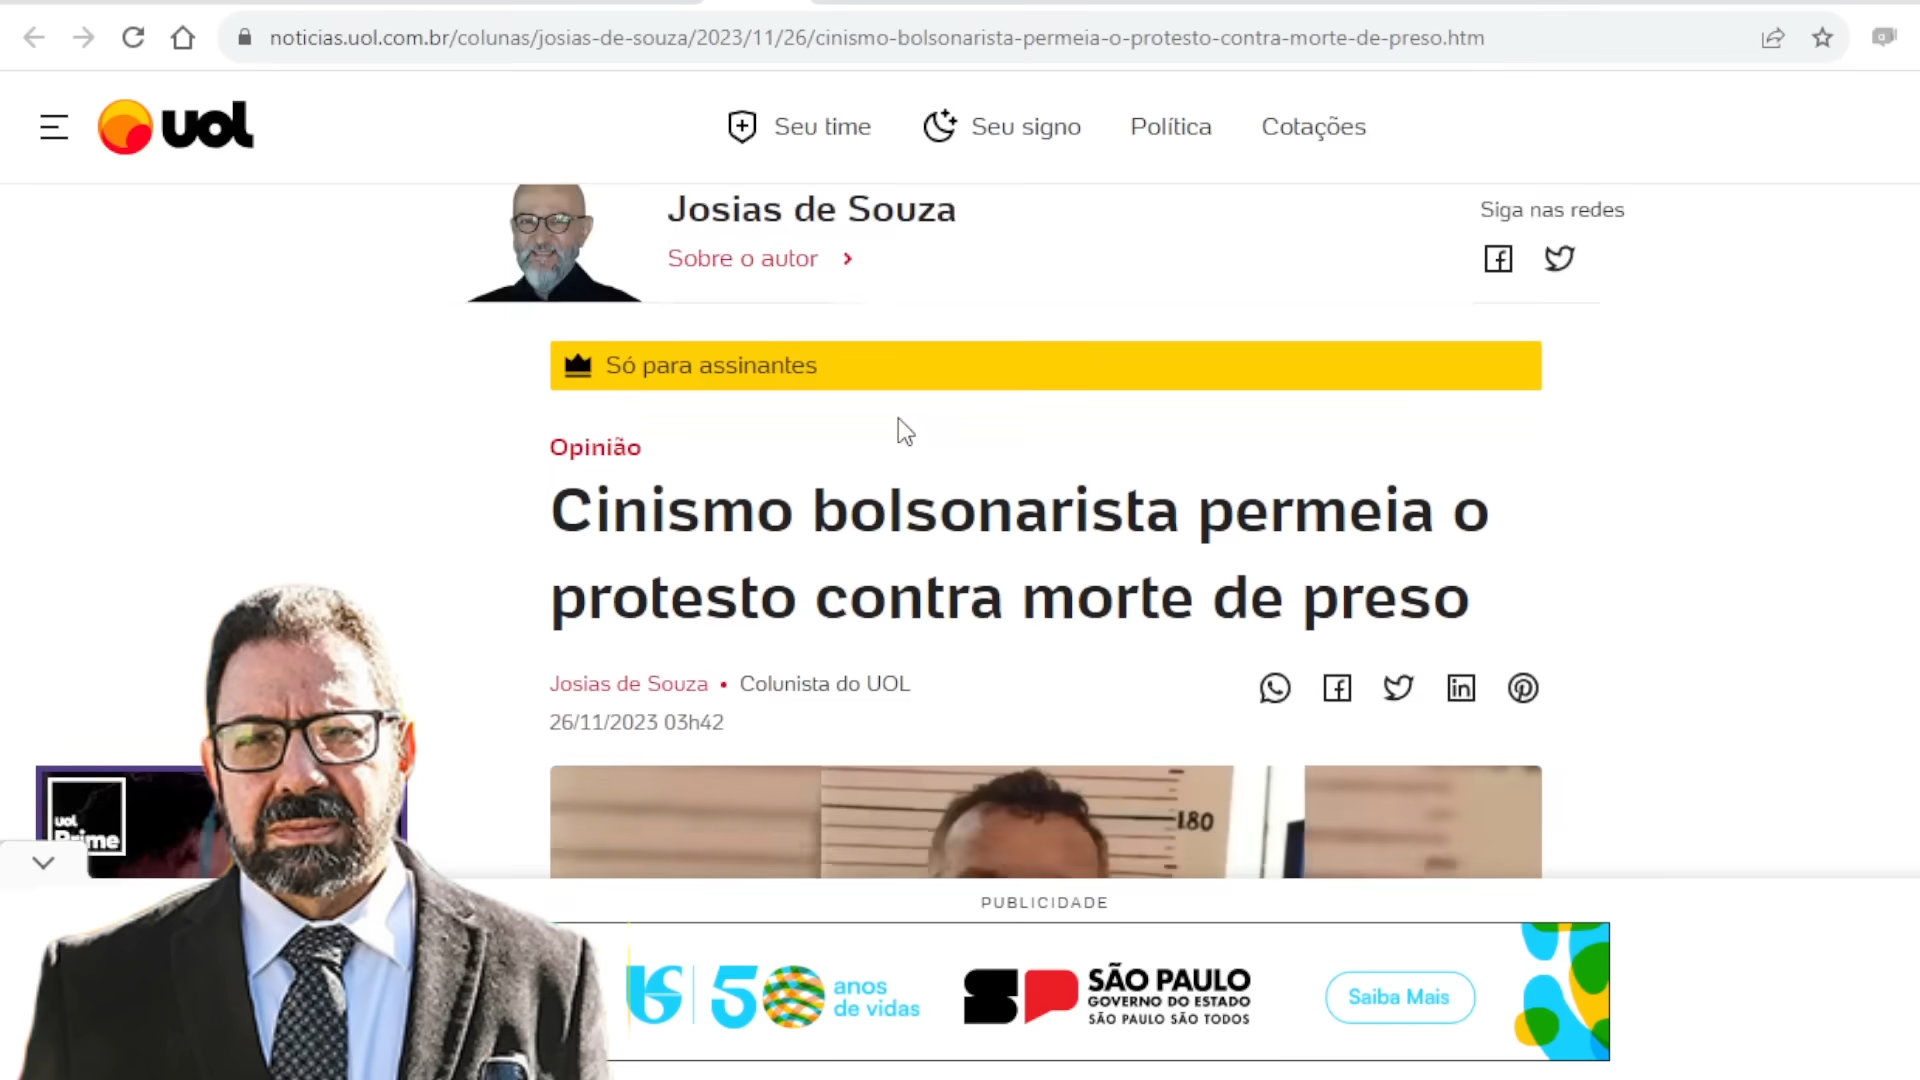 noticias.uol.com.br/colunas/josias-de-souza/2023/11/26/cinismo-bolsonarista-permeia-o-protesto-contra-morte-de-preso.htm
uol
Seu time
Seu signo
Política
Cotações
Josias de Souza
Sobre o autor
Siga nas redes
Só para assinantes
Opinião
Cinismo bolsonarista permeia o
protesto contra morte de preso
Josias de Souza • Colunista do UOL
26/11/2023 03h42
180
uol
Prime
PUBLICIDADE
50 anos
de vidas
SÃO PAULO
GOVERNO DO ESTADO
SÃO PAULO SÃO TODOS
Saiba Mais